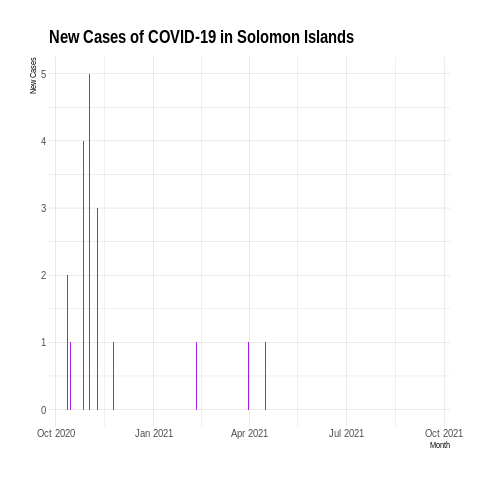 New Cases of COVID-19 in Solomon Islands
New Cases
5
4
3
2
1
0
Oct 2020 Jan 2021 Apr 2021 Jul 2021 Oct 2021
Month